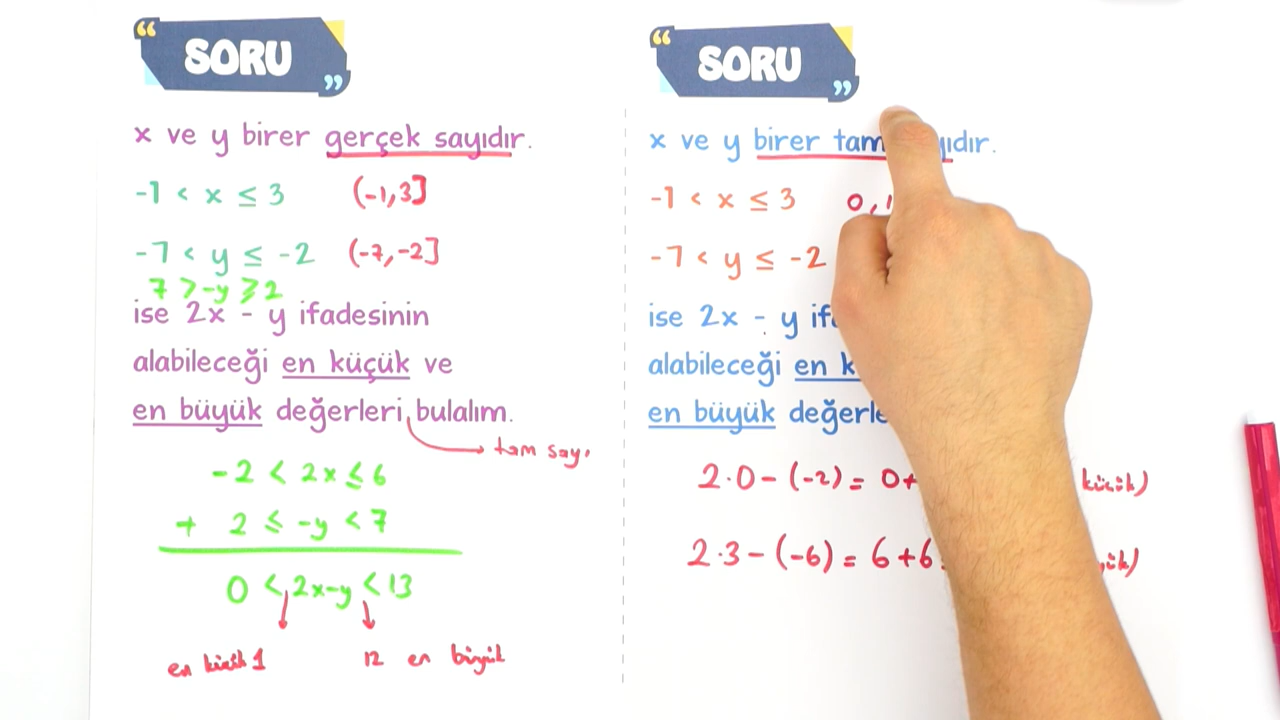 SORU
x ve y birer gerçek sayıdır.
-1 < x ≤ 3 (-1,3]
-7 < y ≤ -2 (-7,-2]
7 > -y ≥ 2
ise 2x - y ifadesinin
alabileceği en küçük ve
en büyük değerleri bulalım.
tam sayı
-2 < 2x ≤ 6
+ 2 ≤ -y < 7
0 < 2x-y < 13
en küçük 1 12 en büyük
SORU
x ve y birer
-1 < x ≤ 3 0,
-7 < y ≤ -2
ise 2x - y
alabileceği en
en büyük
2·0-(-2)= 0+ küçük)
2·3-(-6)= 6+6